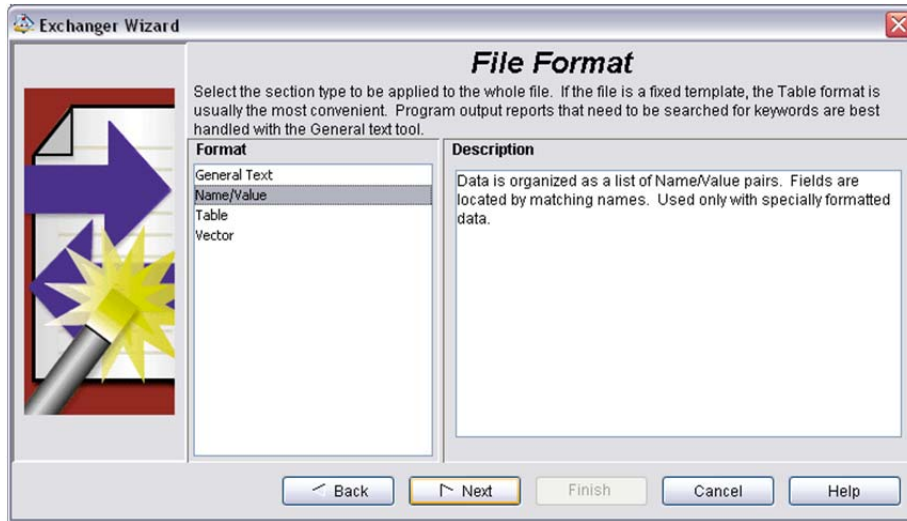 Exchanger Wizard
File Format
Select the section type to be applied to the whole file. If the file is a fixed template, the Table format is
usually the most convenient. Program output reports that need to be searched for keywords are best
handled with the General text tool.
Format
General Text
Name/Value
Table
Vector
Description
Data is organized as a list of Name/Value pairs. Fields are
located by matching names. Used only with specially formatted
data.
Back
Next
Finish
Cancel
Help